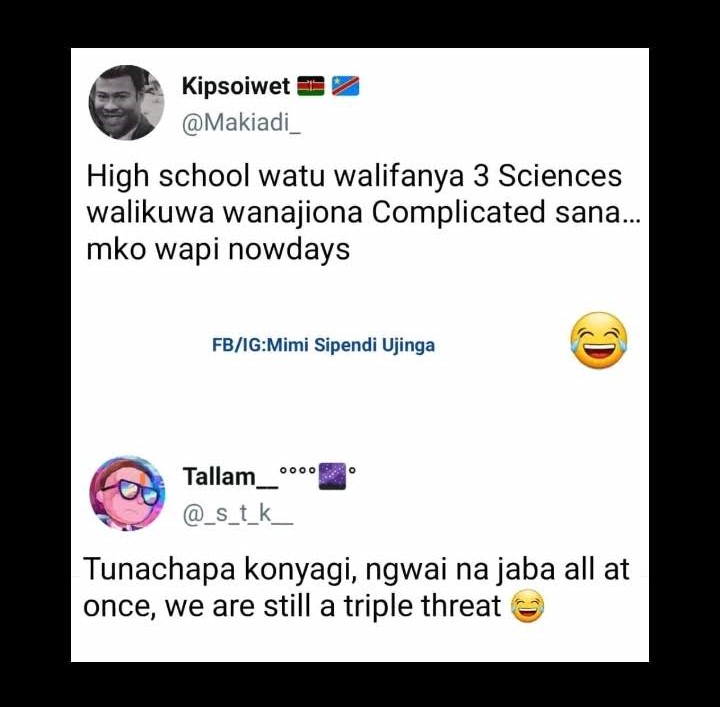 Kipsoiwet 🇰🇪 🇨🇩
@Makiadi_
High school watu walifanya 3 Sciences
walikuwa wanajiona Complicated sana...
mko wapi nowdays
FB/IG:Mimi Sipendi Ujinga
😂
Tallam__°°°°🌌°
@_s_t_k__
Tunachapa konyagi, ngwai na jaba all at
once, we are still a triple threat 😂